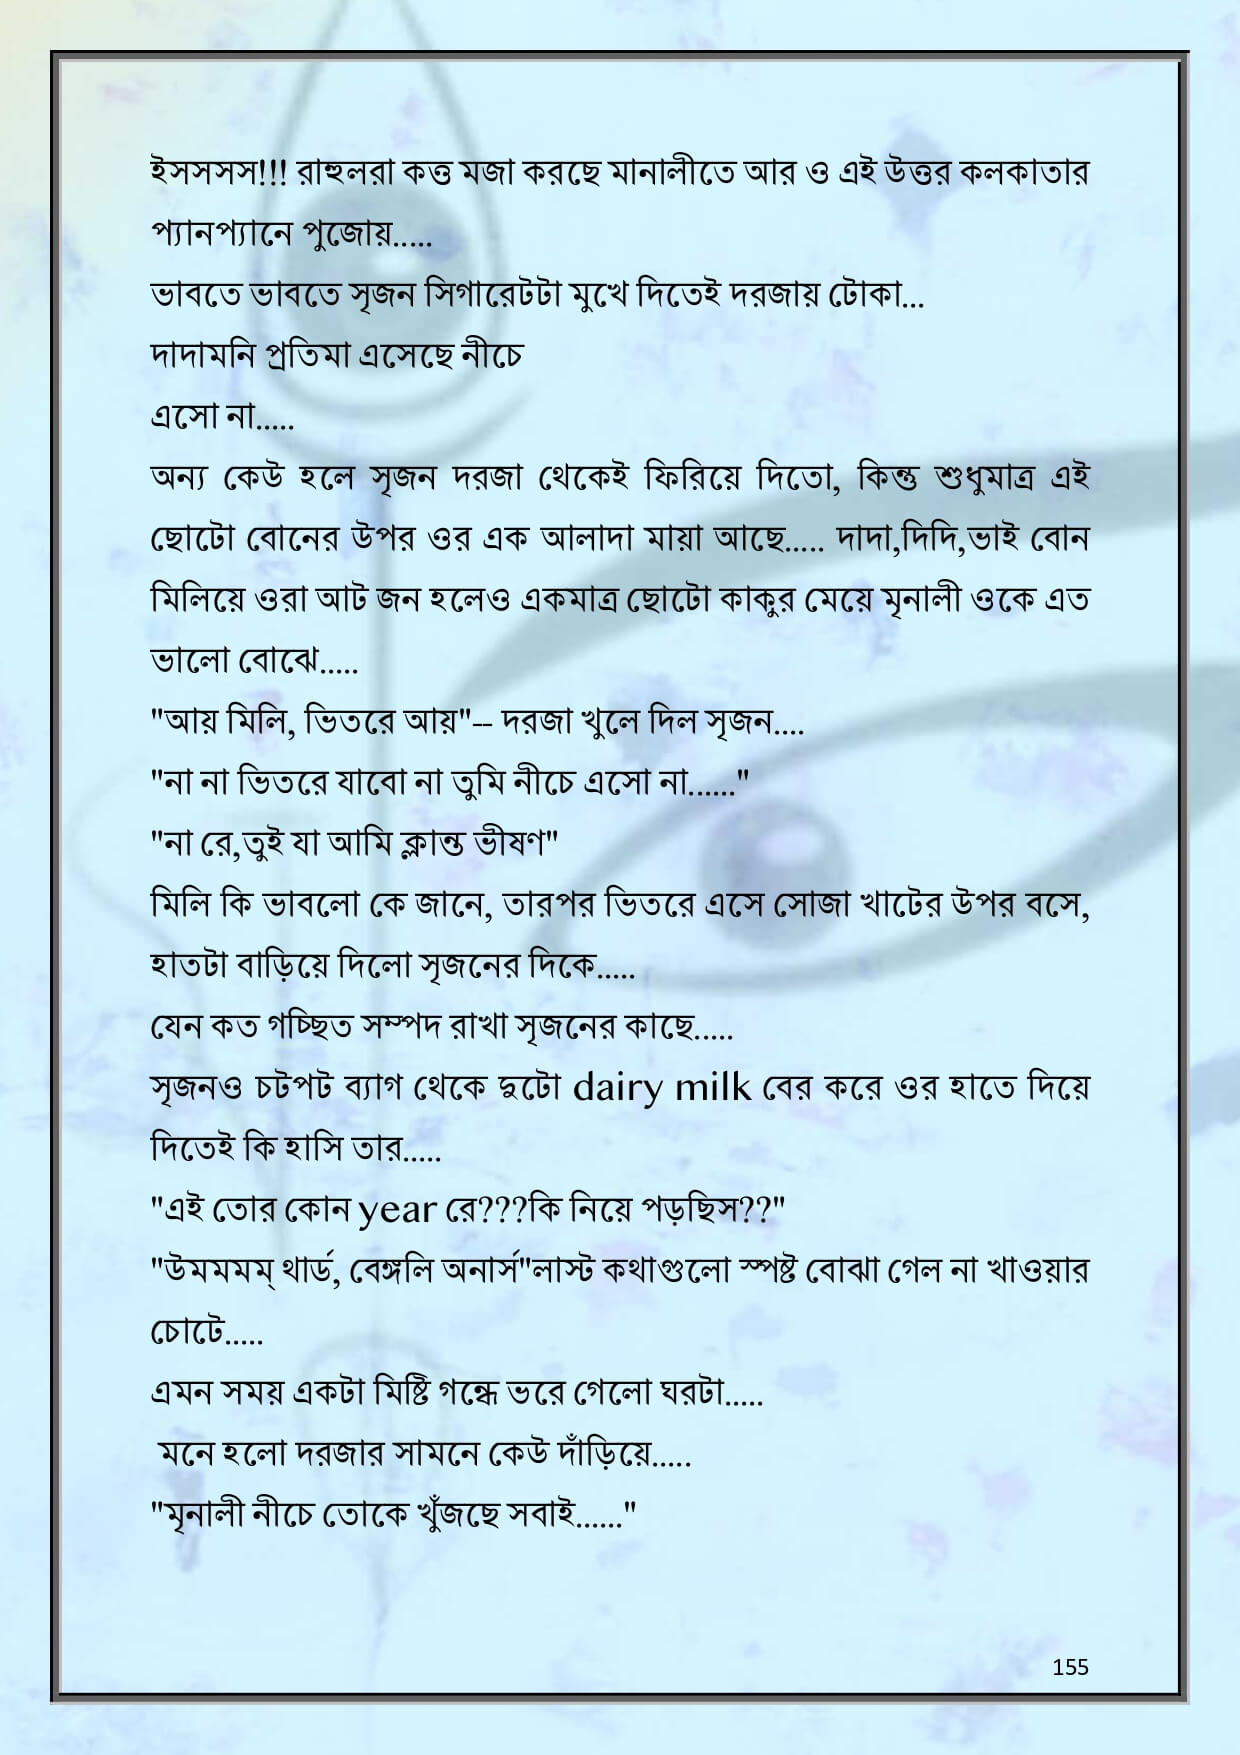 ইসসসস!!! রাহুলরা কত্ত মজা করছে মানালীতে আর ও এই উত্তর কলকাতার
প্যানপ্যানে পুজোয়.....
ভাবতে ভাবতে সৃজন সিগারেটটা মুখে দিতেই দরজায় টোকা...
দাদামনি প্রতিমা এসেছে নীচে
এসো না.....
অন্য কেউ হলে সৃজন দরজা থেকেই ফিরিয়ে দিতো, কিন্তু শুধুমাত্র এই
ছোটো বোনের উপর ওর এক আলাদা মায়া আছে..... দাদা,দিদি,ভাই বোন
মিলিয়ে ওরা আট জন হলেও একমাত্র ছোটো কাকুর মেয়ে মৃনালী ওকে এত
ভালো বোঝে.....
"আয় মিলি, ভিতরে আয়"-- দরজা খুলে দিল সৃজন....
"না না ভিতরে যাবো না তুমি নীচে এসো না......"
"না রে,তুই যা আমি ক্লান্ত ভীষণ"
মিলি কি ভাবলো কে জানে, তারপর ভিতরে এসে সোজা খাটের উপর বসে,
হাতটা বাড়িয়ে দিলো সৃজনের দিকে.....
যেন কত গচ্ছিত সম্পদ রাখা সৃজনের কাছে.....
সৃজনও চটপট ব্যাগ থেকে দুটো dairy milk বের করে ওর হাতে দিয়ে
দিতেই কি হাসি তার.....
"এই তোর কোন year রে???কি নিয়ে পড়ছিস??"
"উমমমম্ থার্ড, বেঙ্গলি অনার্স"লাস্ট কথাগুলো স্পষ্ট বোঝা গেল না খাওয়ার
চোটে.....
এমন সময় একটা মিষ্টি গন্ধে ভরে গেলো ঘরটা.....
মনে হলো দরজার সামনে কেউ দাঁড়িয়ে.....
"মৃনালী নীচে তোকে খুঁজছে সবাই......"
155